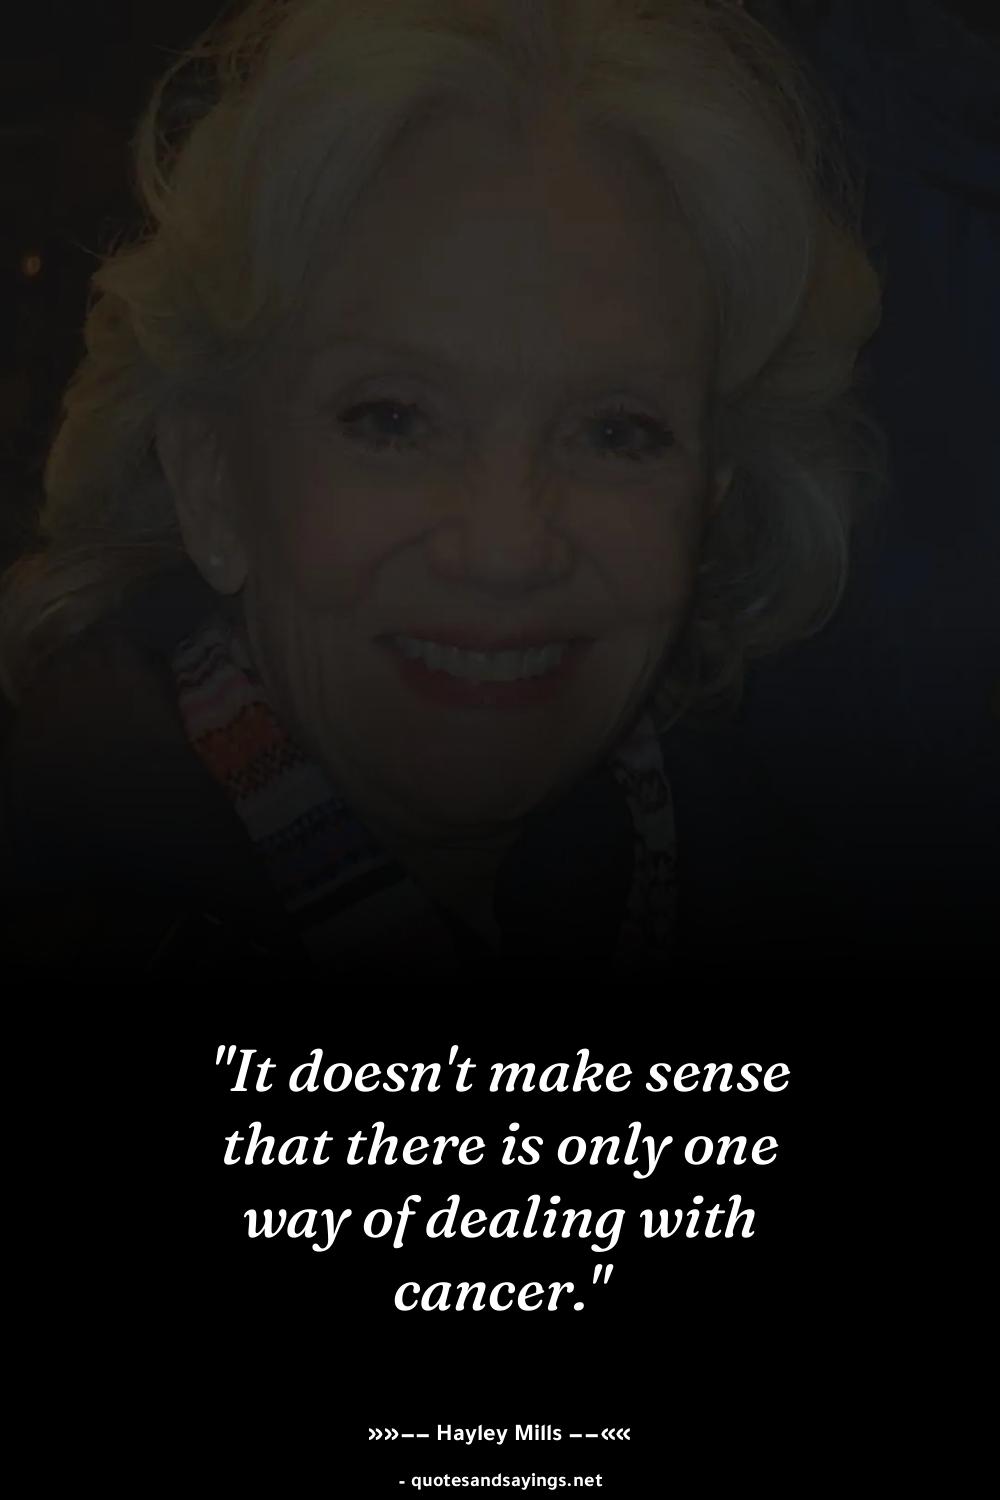 "It doesn't make sense
that there is only one
way of dealing with
cancer."
»»−− Hayley Mills −−««
- quotesandsayings.net